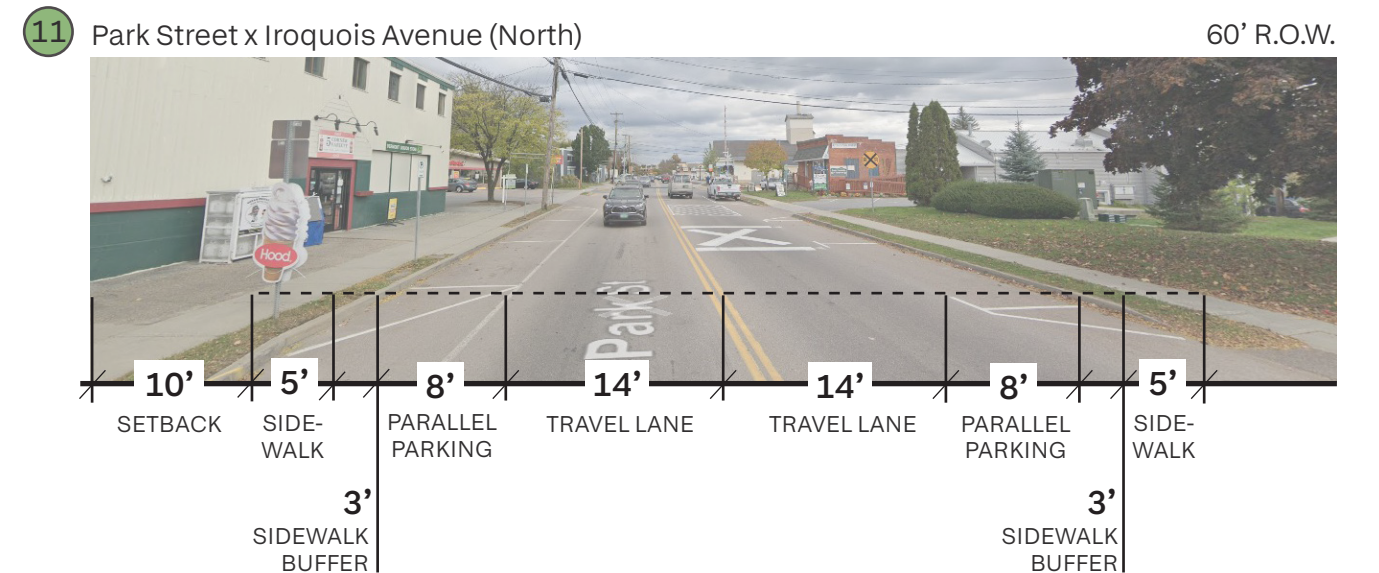 11 Park Street x Iroquois Avenue (North) 60’ R.O.W.
Hood.
Park St
10’ 5’ 8’ 14’ 14’ 8’ 5’
SETBACK SIDE- PARALLEL TRAVEL LANE TRAVEL LANE PARALLEL SIDE-
WALK PARKING PARKING WALK
3’ 3’
SIDEWALK SIDEWALK
BUFFER BUFFER